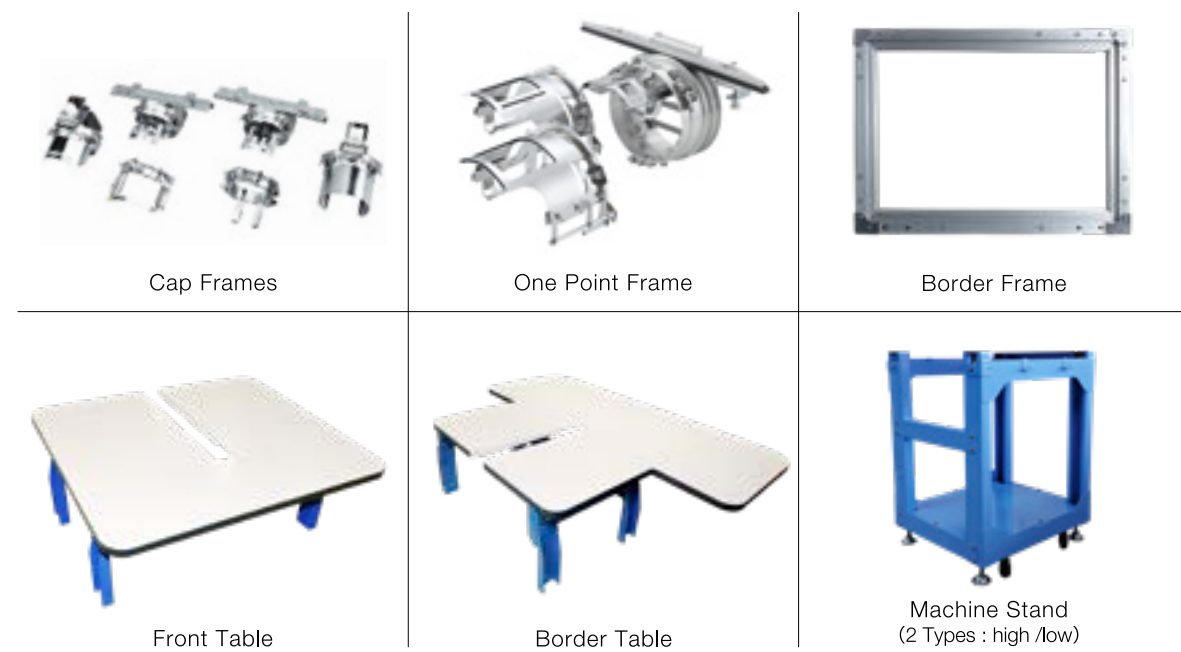 Cap Frames
One Point Frame
Border Frame
Front Table
Border Table
Machine Stand
(2 Types : high /low)